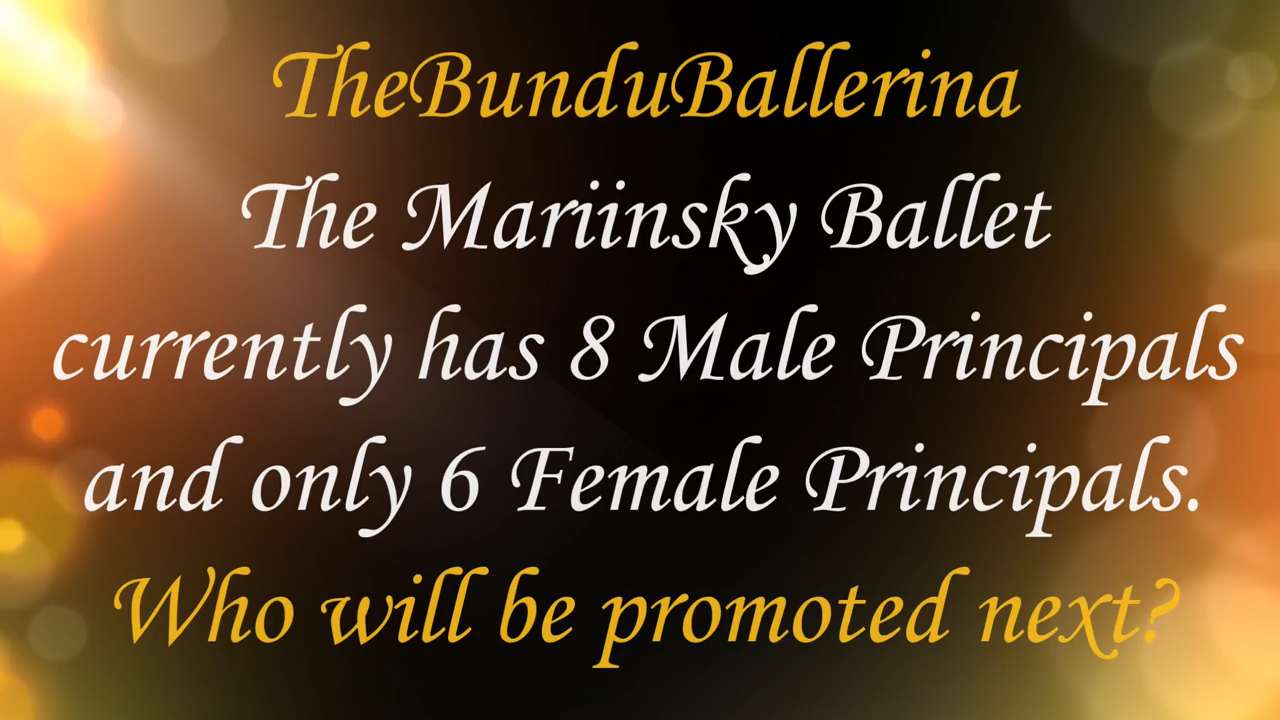 TheBunduBallerina
The Mariinsky Ballet
currently has 8 Male Principals
and only 6 Female Principals.
Who will be promoted next?